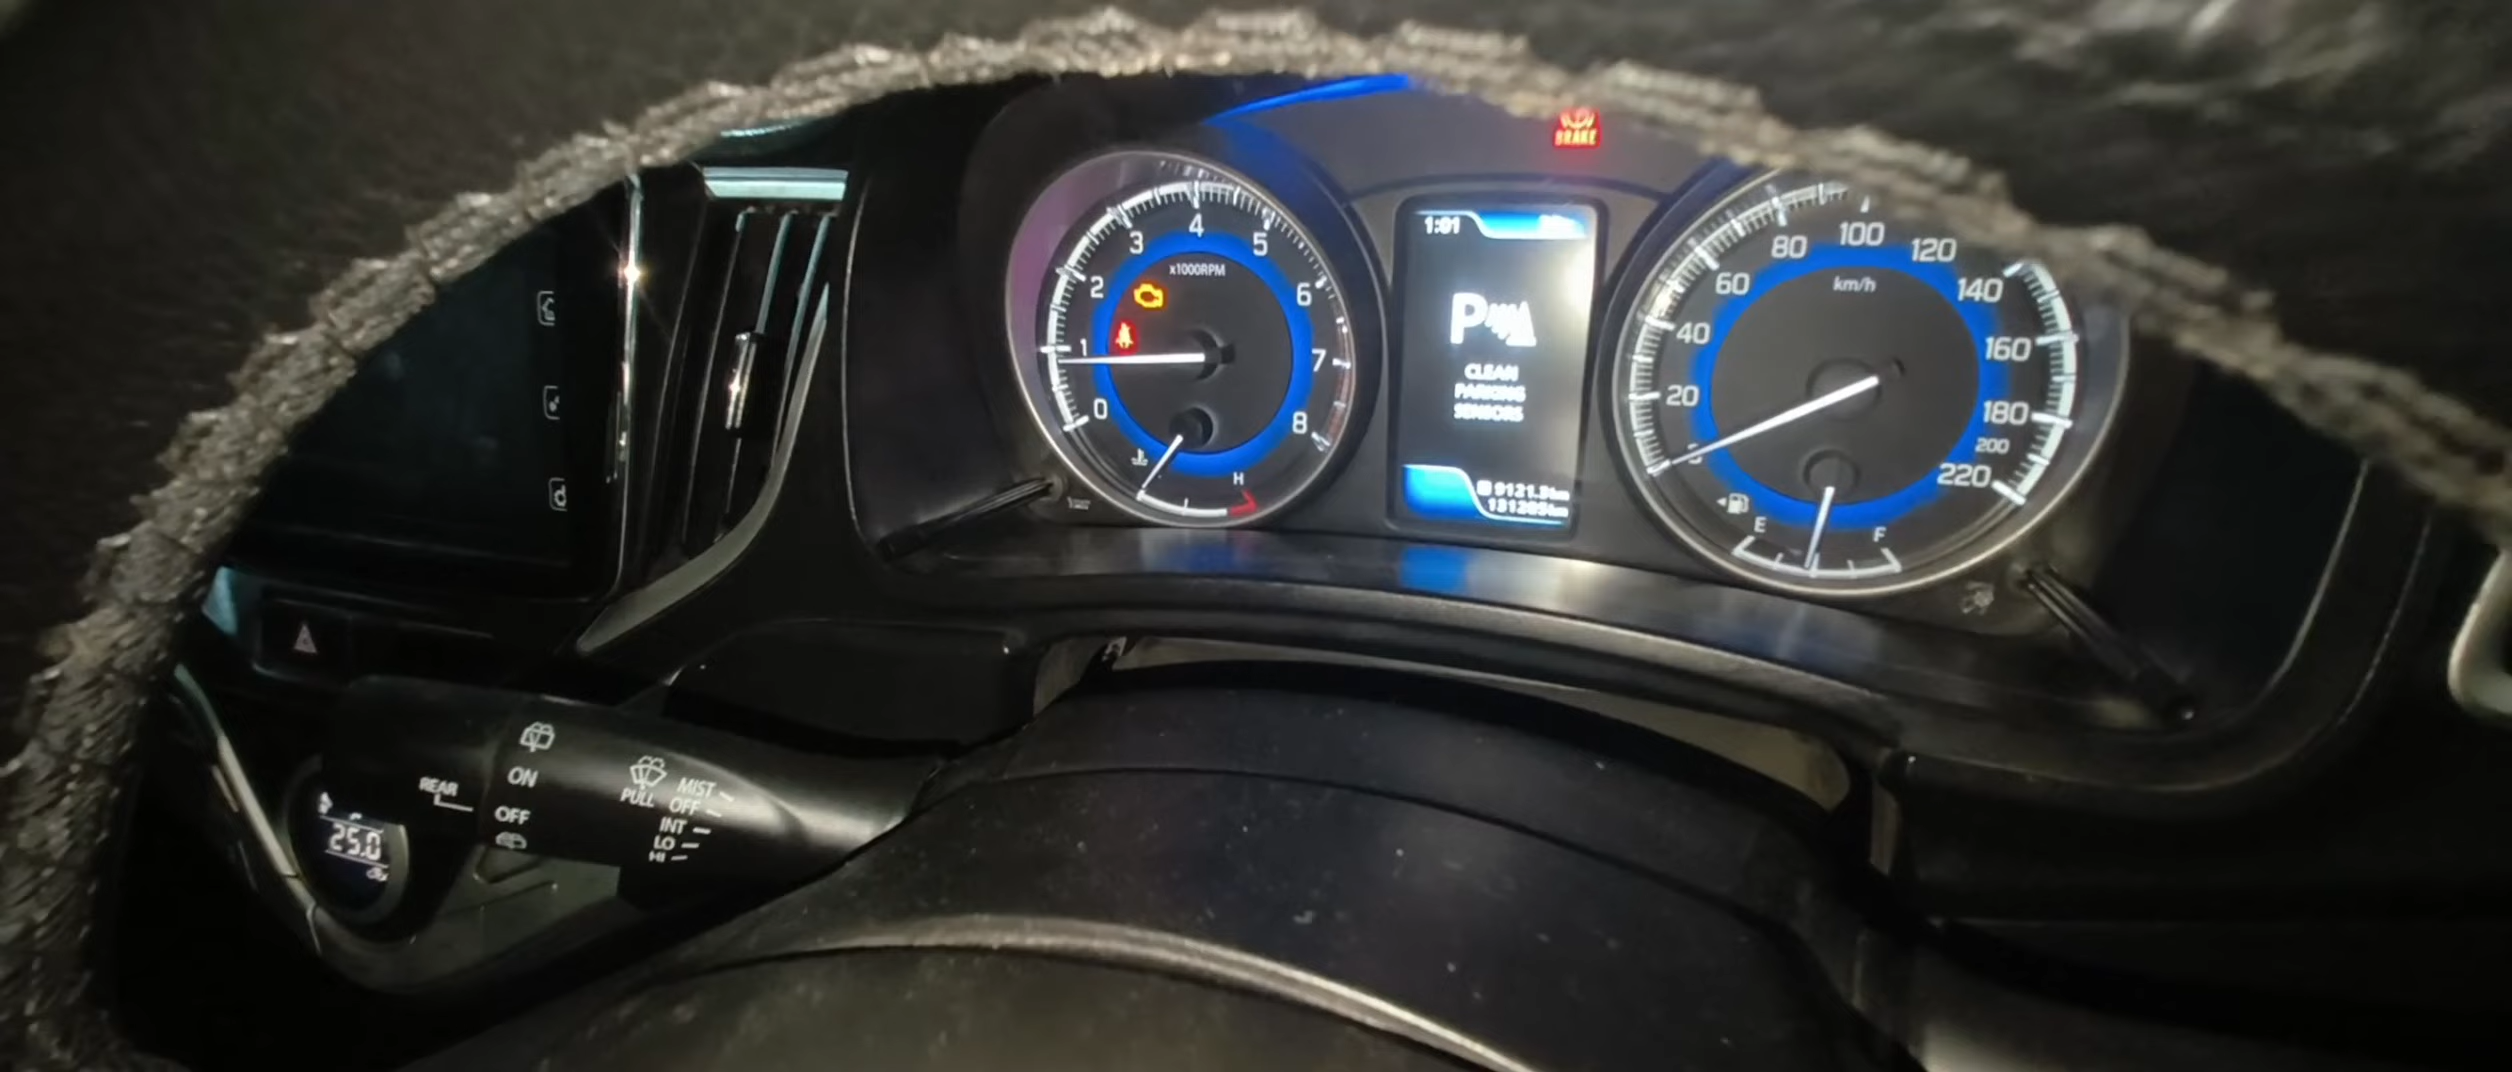 BRAKE
1:01
0
1
2
3
4
5
6
7
8
x1000RPM
H
P
CLEAN
PARKING
SENSORS
20
40
60
80
100
120
140
160
180
200
220
km/h
E
F
REAR
ON
OFF
PULL
MIST
OFF
INT
LO
HI
25.0